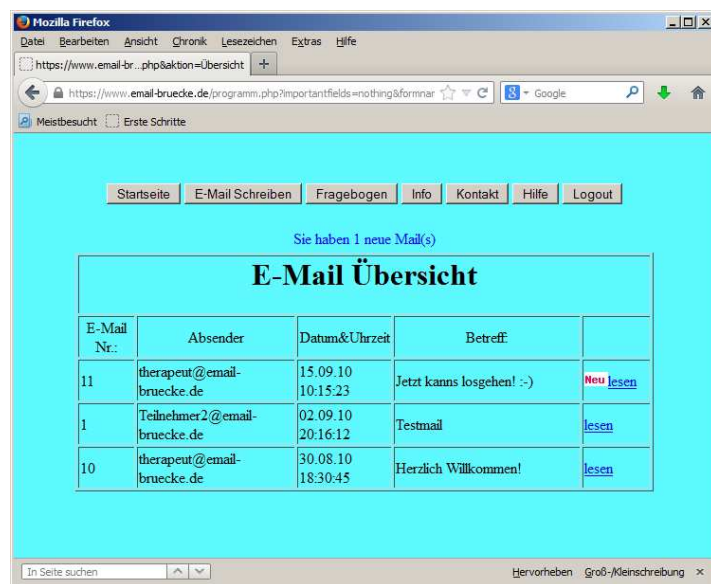 Mozilla Firefox
Datei Bearbeiten Ansicht Chronik Lesezeichen Extras Hilfe
https://www.email-br...php&aktion=Übersicht +
https://www.email-bruecke.de/programm.php?importantfields=nothing&formnar Google
Meistbesucht Erste Schritte
Startseite E-Mail Schreiben Fragebogen Info Kontakt Hilfe Logout
Sie haben 1 neue Mail(s)
E-Mail Übersicht
E-Mail Nr.: Absender Datum&Uhrzeit Betreff:
11 therapeut@email-bruecke.de 15.09.10 10:15:23 Jetzt kanns losgehen! :-) Neu lesen
1 Teilnehmer2@email-bruecke.de 02.09.10 20:16:12 Testmail lesen
10 therapeut@email-bruecke.de 30.08.10 18:30:45 Herzlich Willkommen! lesen
In Seite suchen Hervorheben Groß-/Kleinschreibung ×